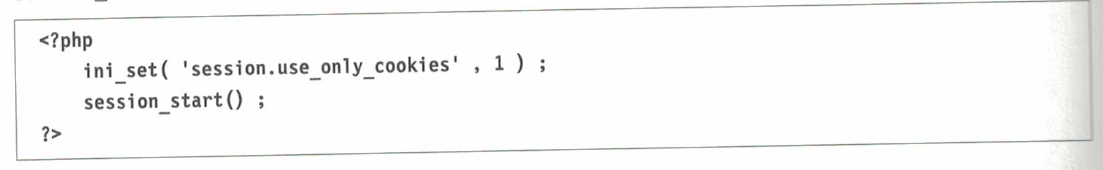 <?php
ini_set( 'session.use_only_cookies' , 1 ) ;
session_start() ;
?>